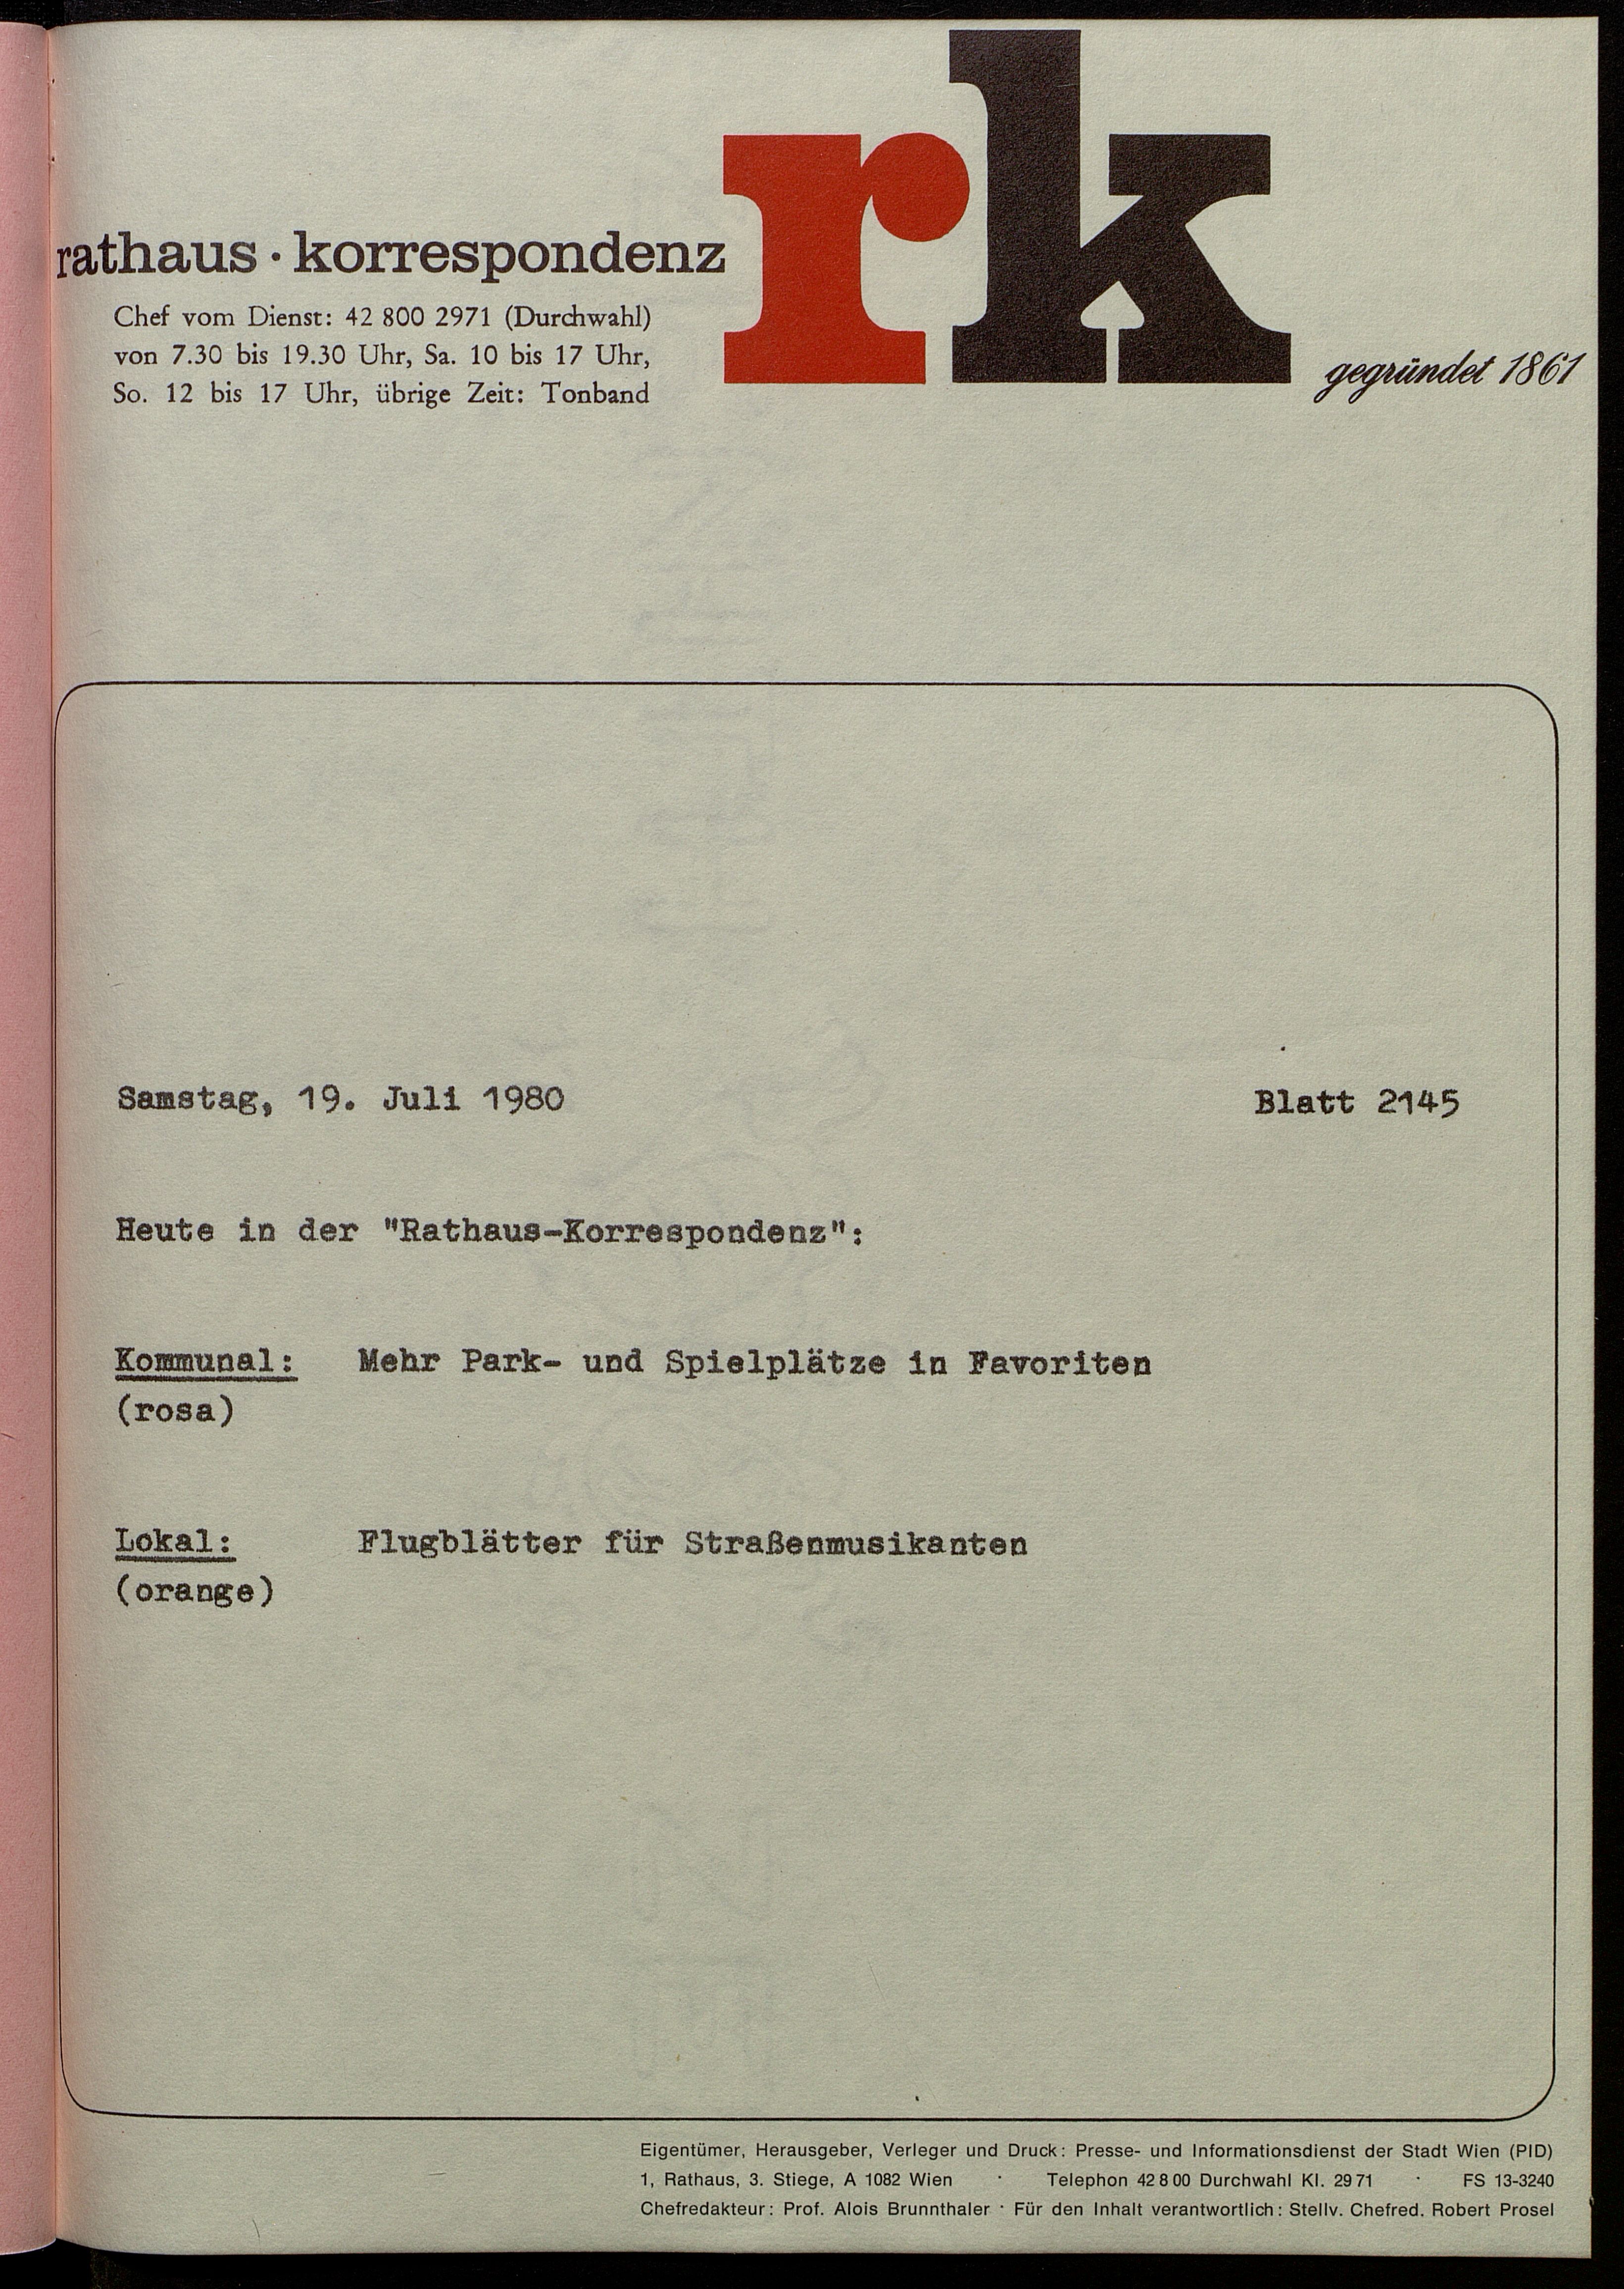 rk
rathaus · korrespondenz
Chef vom Dienst: 42 800 2971 (Durchwahl)
von 7.30 bis 19.30 Uhr, Sa. 10 bis 17 Uhr,
So. 12 bis 17 Uhr, übrige Zeit: Tonband
gegründet 1861
Samstag, 19. Juli 1980 Blatt 2145
Heute in der "Rathaus-Korrespondenz":
Kommunal: Mehr Park- und Spielplätze in Favoriten
(rosa)
Lokal: Flugblätter für Straßenmusikanten
(orange)
Eigentümer, Herausgeber, Verleger und Druck: Presse- und Informationsdienst der Stadt Wien (PID)
1, Rathaus, 3. Stiege, A 1082 Wien · Telephon 42 8 00 Durchwahl Kl. 29 71 · FS 13-3240
Chefredakteur: Prof. Alois Brunnthaler · Für den Inhalt verantwortlich: Stellv. Chefred. Robert Prosel